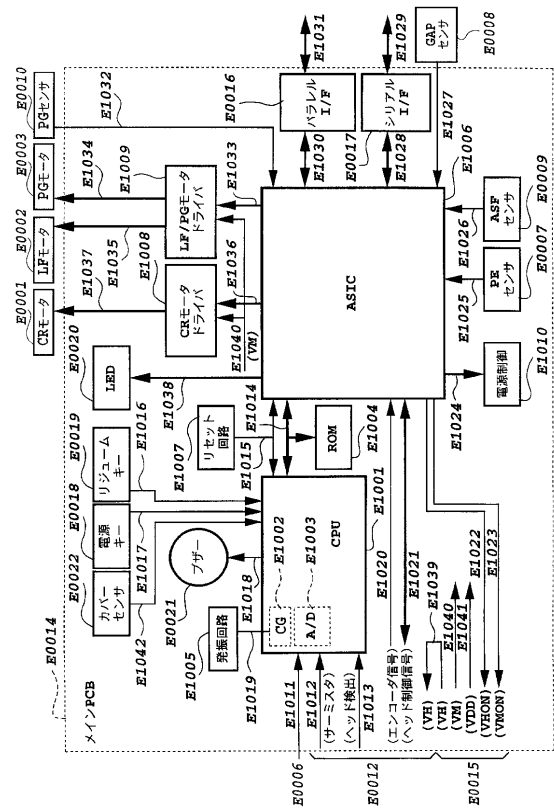 E0014
メインPCB
E0022
カバー
センサ
E0018
電源
キー
E0019
リジューム
キー
E0020
LED
E0001
CRモータ
E0002
LFモータ
E0003
PGモータ
E0010
PGセンサ
E1042
E1017
E1016
E1038
E1037
E1035
E1034
E1032
E1005
発振回路
E0021
ブザー
E1007
リセット
回路
E1008
CRモータ
ドライバ
E1009
LF/PGモータ
ドライバ
E0016
パラレル
I/F
E1031
E0017
シリアル
I/F
E1029
GAP
センサ
E0008
E1019
E1018
E1015
E1014
E1040
(VM)
E1036
E1033
E1030
E1028
E1027
CG
E1002
A/D
E1003
CPU
E1001
ROM
E1004
ASIC
E1006
E0006
E1011
E1012
(サーミスタ)
(ヘッド検出)
E1013
E0012
E1020
(エンコーダ信号)
(ヘッド制御信号)
E1021
E1039
(VH)
(VH)
(VM)
E1040
(VDD)
E1041
(VHON)
E1022
(VMON)
E1023
E0015
E1024
電源制御
E1010
E1025
PE
センサ
E0007
E1026
ASF
センサ
E0009